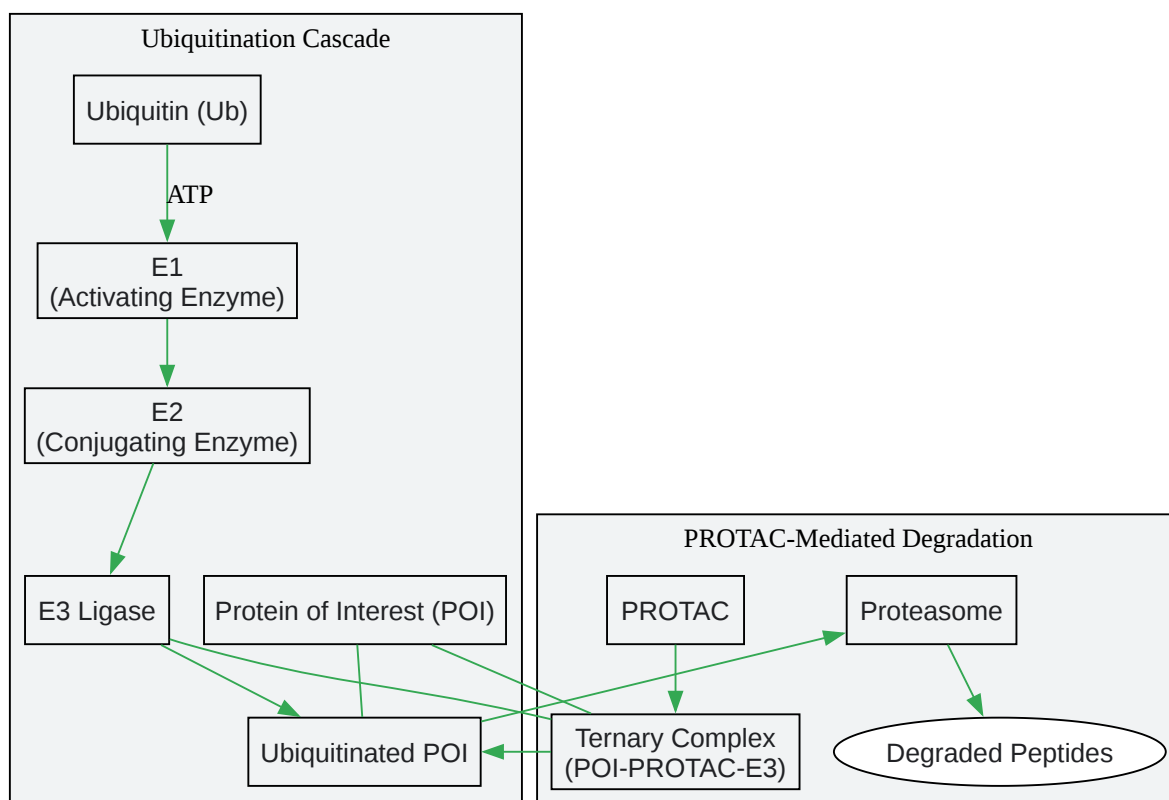 Ubiquitination Cascade
Ubiquitin (Ub)
ATP
E1
(Activating Enzyme)
E2
(Conjugating Enzyme)
E3 Ligase
Protein of Interest (POI)
Ubiquitinated POI
PROTAC-Mediated Degradation
PROTAC
Proteasome
Ternary Complex
(POI-PROTAC-E3)
Degraded Peptides